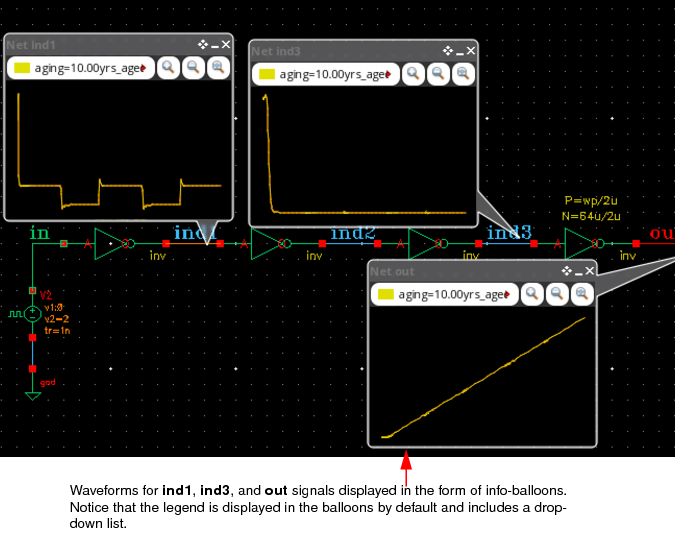 Net ind1
aging=10.00yrs_age
Net ind3
aging=10.00yrs_age
P=wp/2u
N=64u/2u
in
A
inv
ind1
A
inv
ind2
A
inv
ind3
A
inv
ou
V2
v1:0
v2=2
tr=1n
gnd
Net out
aging=10.00yrs_age
Waveforms for ind1, ind3, and out signals displayed in the form of info-balloons.
Notice that the legend is displayed in the balloons by default and includes a drop-
down list.